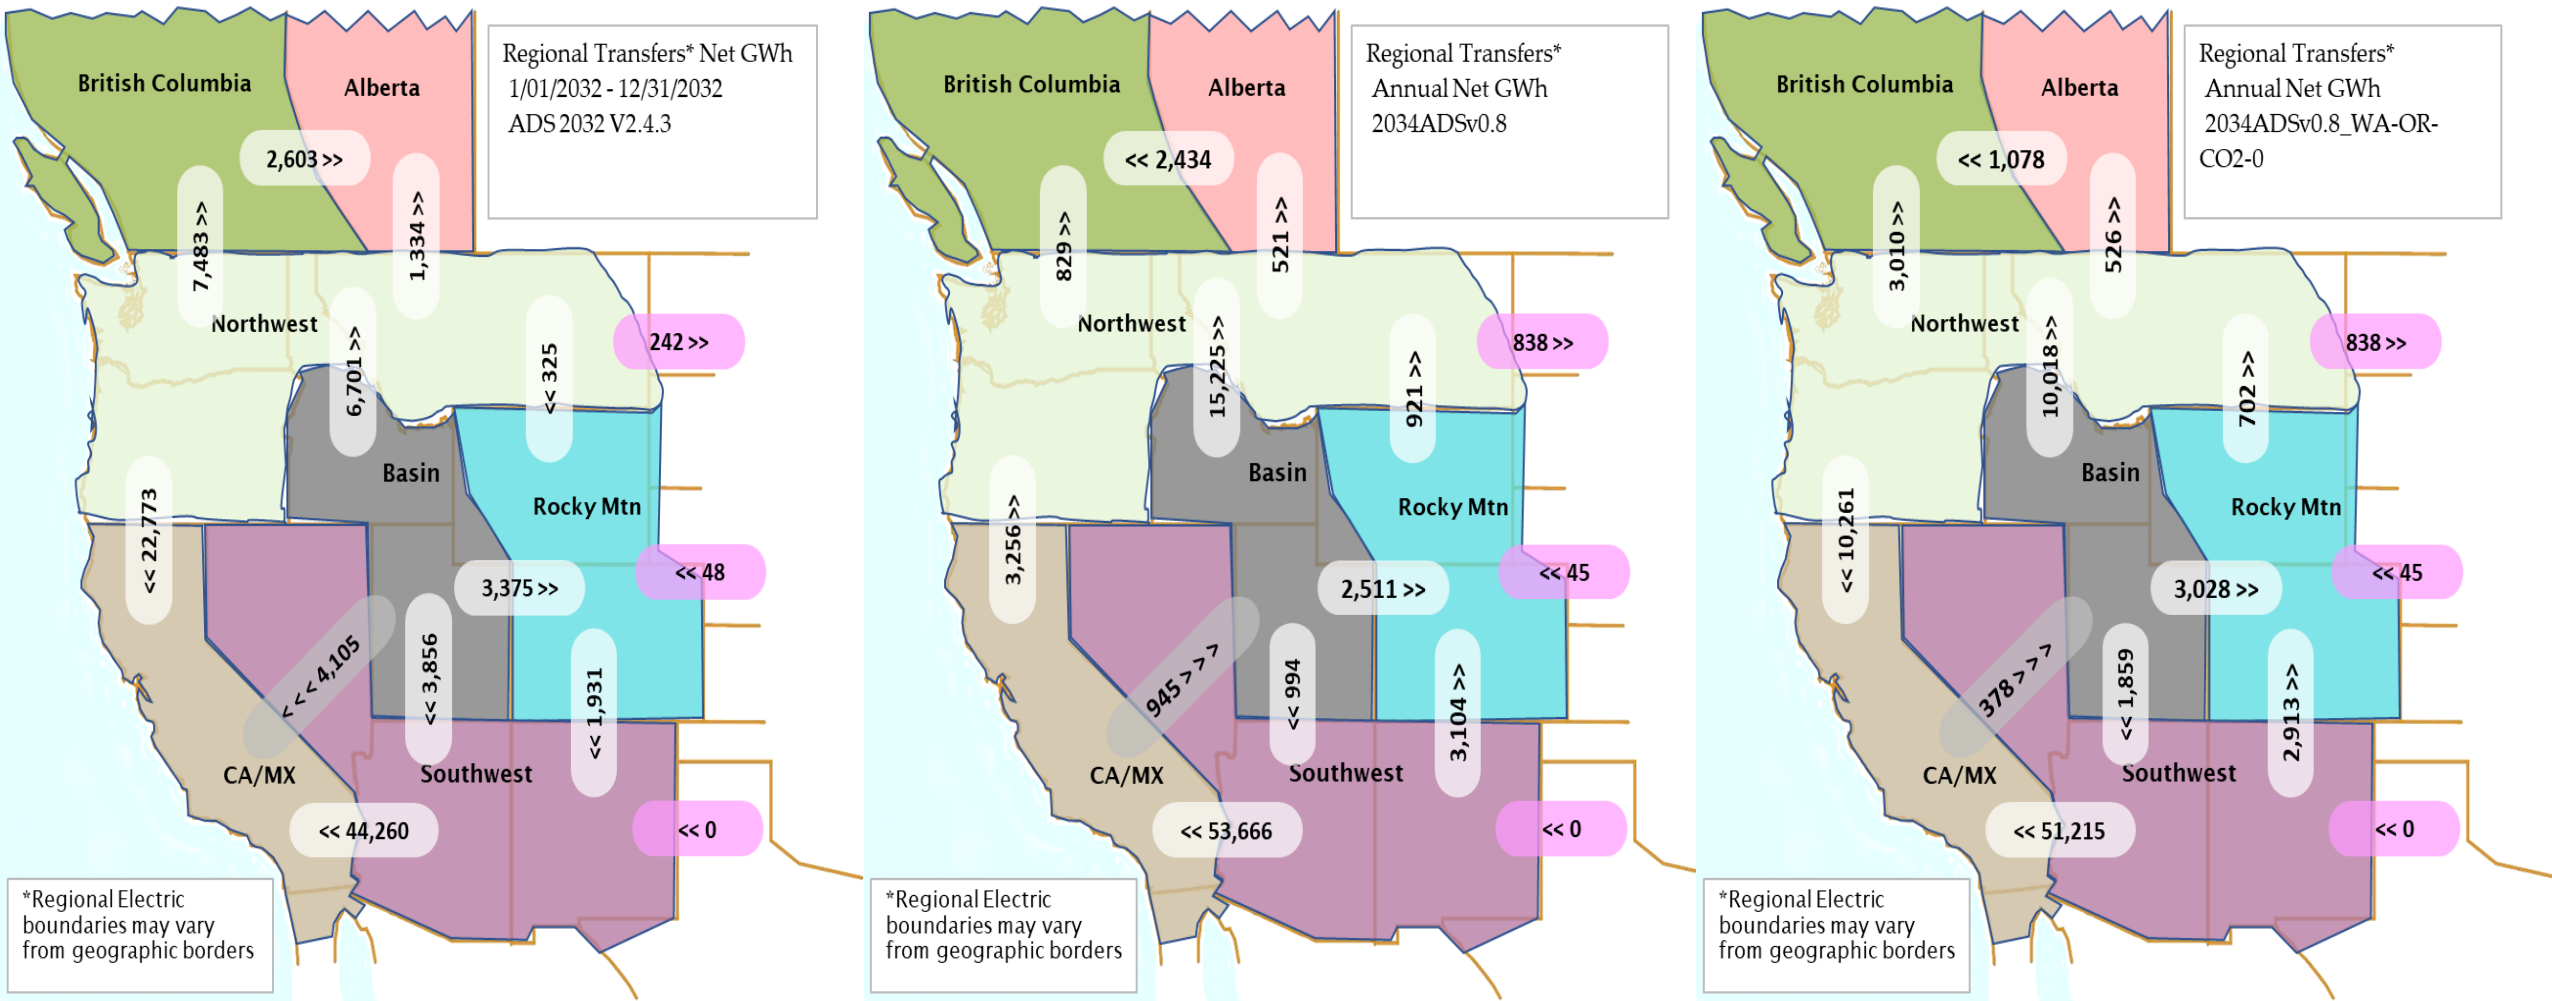 British Columbia
Alberta
Regional Transfers* Net GWh
1/01/2032 - 12/31/2032
ADS 2032 V2.4.3
2,603 >>
7,483 >>
1,334 >>
Northwest
6,701 >>
<< 325
242 >>
Basin
Rocky Mtn
<< 22,773
3,375 >>
<< 48
< < < 4,105
<< 3,856
<< 1,931
CA/MX
Southwest
<< 44,260
<< 0
*Regional Electric
boundaries may vary
from geographic borders
British Columbia
Alberta
Regional Transfers*
Annual Net GWh
2034ADSv0.8
<< 2,434
829 >>
521 >>
Northwest
15,225 >>
921 >>
838 >>
Basin
Rocky Mtn
3,256 >>
2,511 >>
<< 45
945 > > >
<< 994
3,104 >>
CA/MX
Southwest
<< 53,666
<< 0
*Regional Electric
boundaries may vary
from geographic borders
British Columbia
Alberta
Regional Transfers*
Annual Net GWh
2034ADSv0.8_WA-OR-
CO2-0
<< 1,078
3,010 >>
526 >>
Northwest
10,018 >>
702 >>
838 >>
Basin
Rocky Mtn
<< 10,261
3,028 >>
<< 45
378 > > >
<< 1,859
2,913 >>
CA/MX
Southwest
<< 51,215
<< 0
*Regional Electric
boundaries may vary
from geographic borders